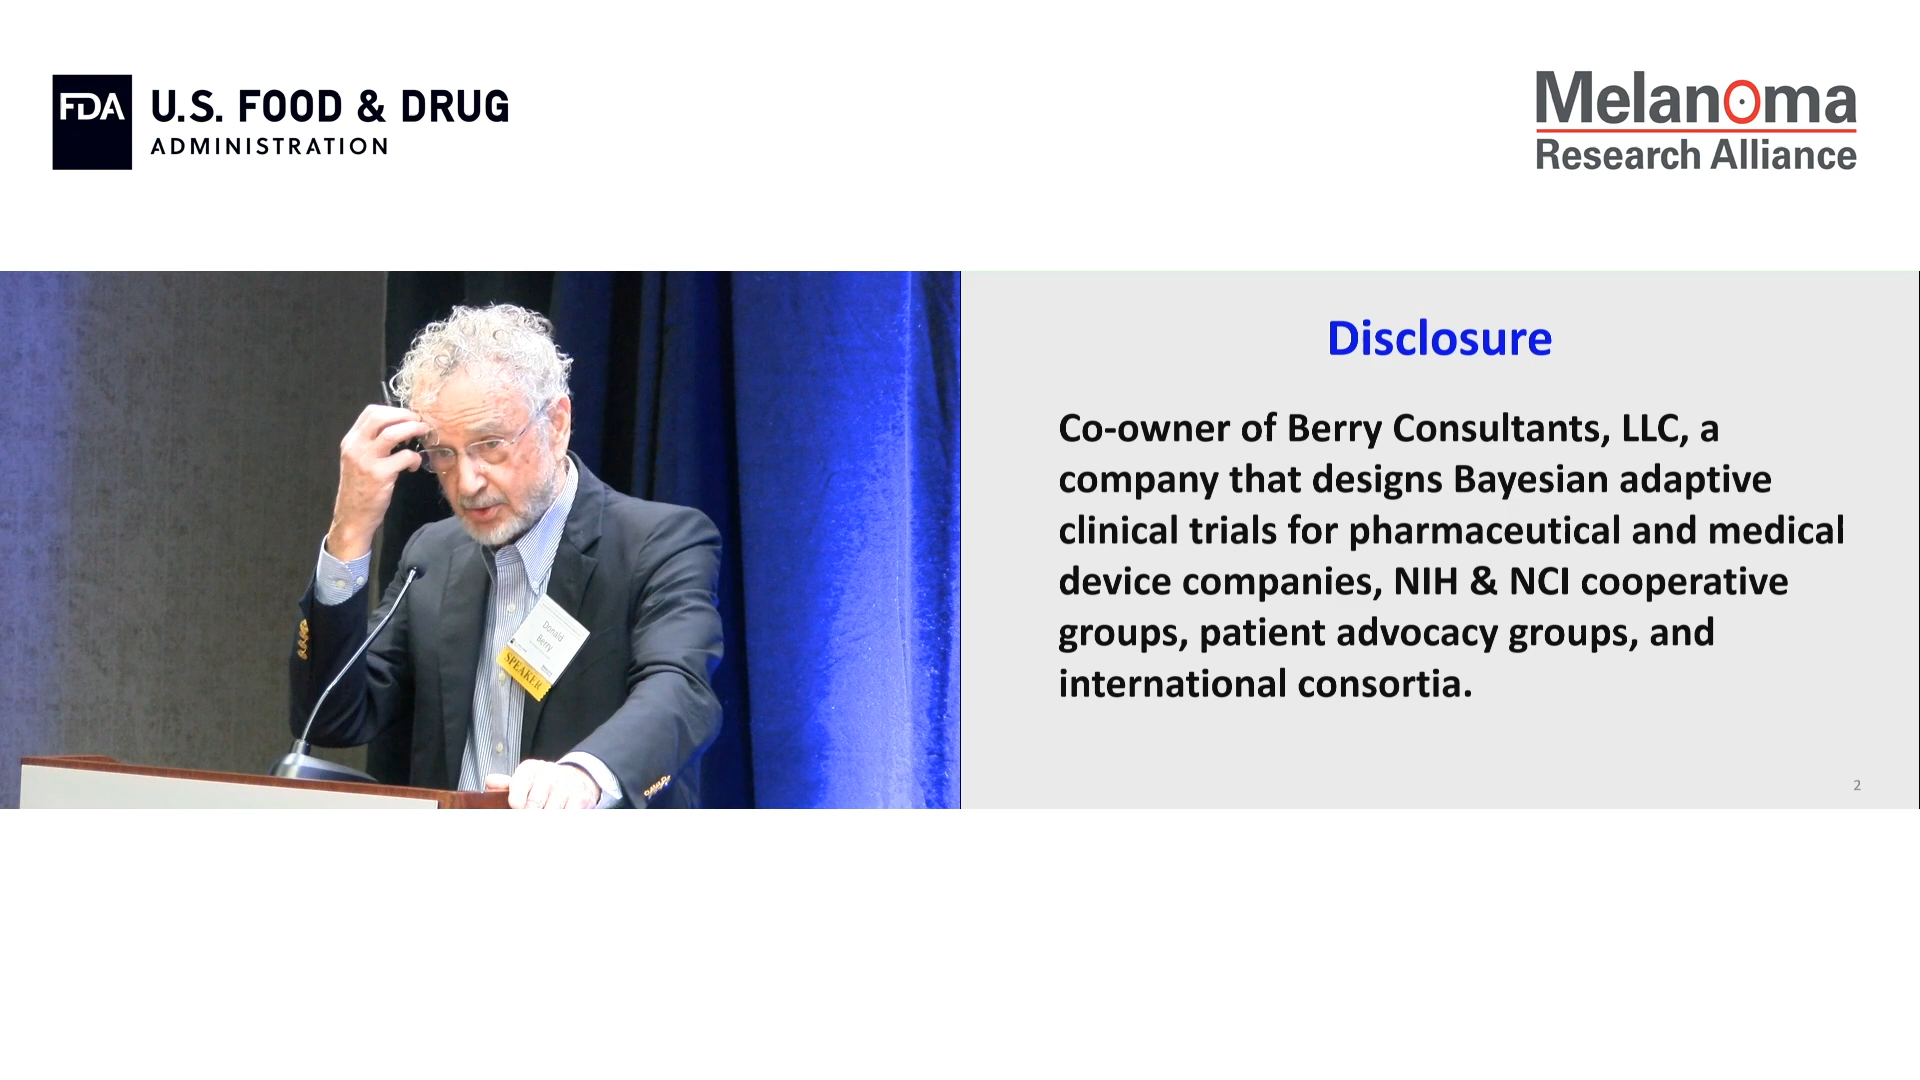 FDA
U.S. FOOD & DRUG
ADMINISTRATION
Melanoma
Research Alliance
Donald
Berry
SPEAKER
Disclosure
Co-owner of Berry Consultants, LLC, a
company that designs Bayesian adaptive
clinical trials for pharmaceutical and medical
device companies, NIH & NCI cooperative
groups, patient advocacy groups, and
international consortia.
2